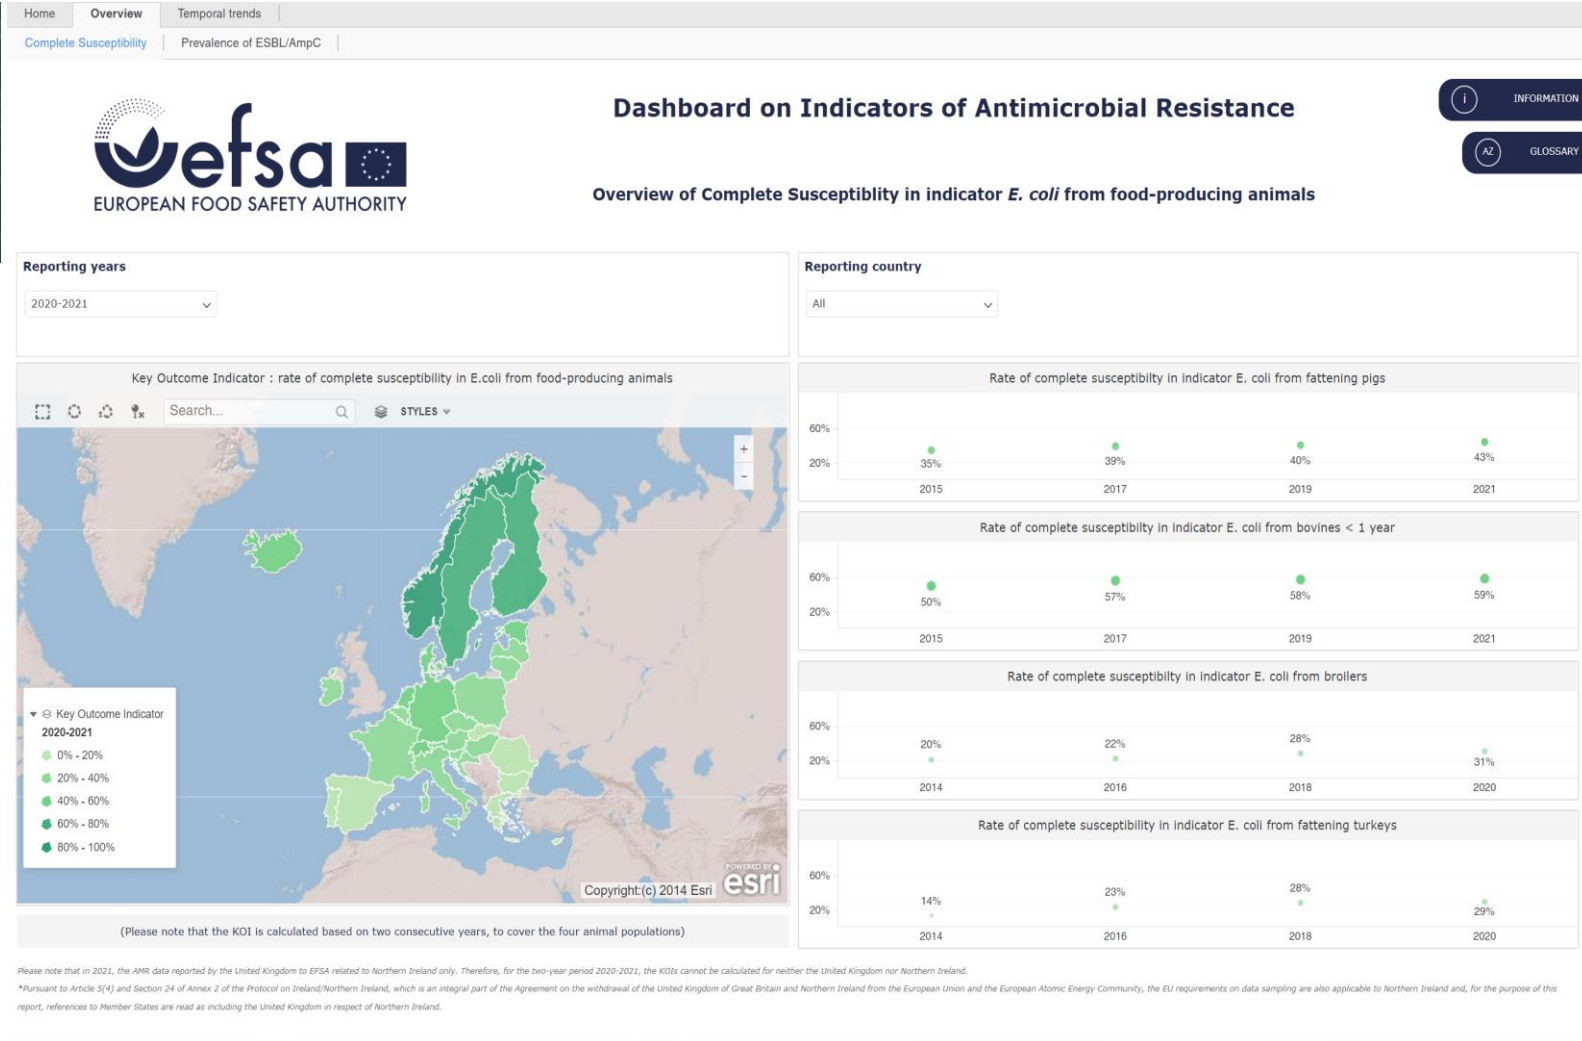 Home Overview Temporal trends
Complete Susceptibility Prevalence of ESBL/AmpC
efsa
EUROPEAN FOOD SAFETY AUTHORITY
Dashboard on Indicators of Antimicrobial Resistance
Overview of Complete Susceptiblity in indicator E. coli from food-producing animals
i INFORMATION
AZ GLOSSARY
Reporting years
2020-2021
Reporting country
All
Key Outcome Indicator : rate of complete susceptibility in E.coli from food-producing animals
Search...
STYLES
+
-
Key Outcome Indicator
2020-2021
0% - 20%
20% - 40%
40% - 60%
60% - 80%
80% - 100%
POWERED BY
esri
Copyright:(c) 2014 Esri
(Please note that the KOI is calculated based on two consecutive years, to cover the four animal populations)
Rate of complete susceptibilty in indicator E. coli from fattening pigs
60%
20%
35% 39% 40% 43%
2015 2017 2019 2021
Rate of complete susceptibilty in indicator E. coli from bovines < 1 year
60%
20%
50% 57% 58% 59%
2015 2017 2019 2021
Rate of complete susceptibilty in indicator E. coli from broilers
60%
20%
20% 22% 28% 31%
2014 2016 2018 2020
Rate of complete susceptibility in indicator E. coli from fattening turkeys
60%
20%
14% 23% 28% 29%
2014 2016 2018 2020
Please note that in 2021, the AMR data reported by the United Kingdom to EFSA related to Northern Ireland only. Therefore, for the two-year period 2020-2021, the KOIs cannot be calculated for neither the United Kingdom nor Northern Ireland.
*Pursuant to Article 5(4) and Section 24 of Annex 2 of the Protocol on Ireland/Northern Ireland, which is an integral part of the Agreement on the withdrawal of the United Kingdom of Great Britain and Northern Ireland from the European Union and the European Atomic Energy Community, the EU requirements on data sampling are also applicable to Northern Ireland and, for the purpose of this
report, references to Member States are read as including the United Kingdom in respect of Northern Ireland.